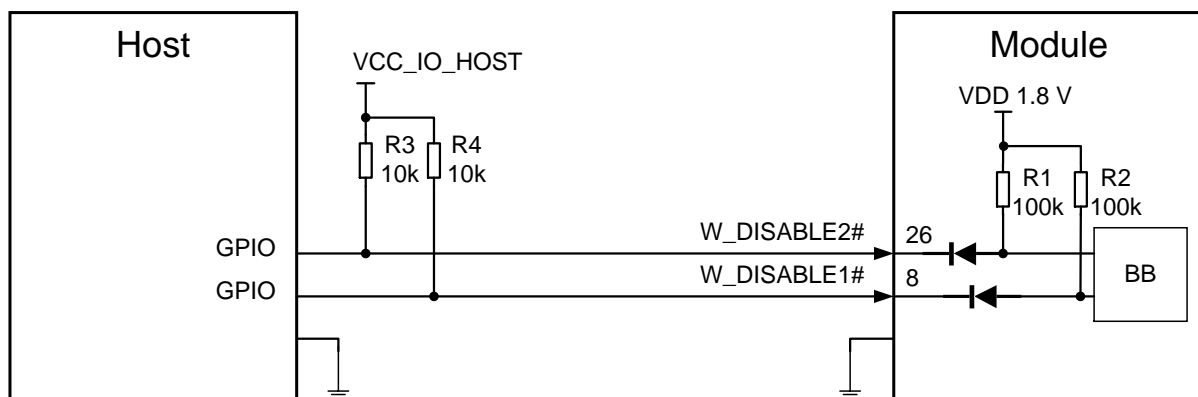 Host
Module
VCC_IO_HOST
VDD 1.8 V
R3
10k
R4
10k
R1
100k
R2
100k
GPIO
W_DISABLE2#
26
GPIO
W_DISABLE1#
8
BB